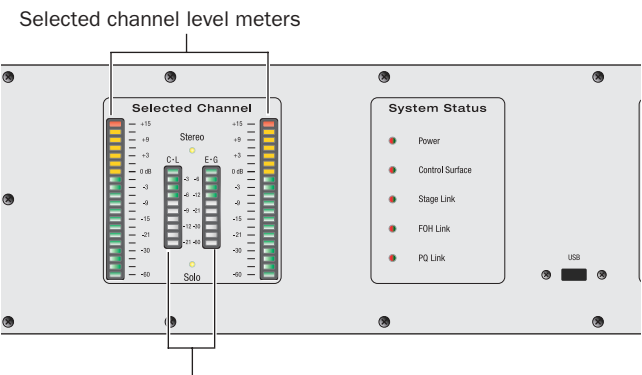 Selected channel level meters
Selected Channel
+15
+9
+3
0 dB
-3
-9
-15
-21
-30
-60
Stereo
C-L
E-G
-3 -6
-6 -12
-9 -21
-12 -30
-21 -60
Solo
+15
+9
+3
0 dB
-3
-9
-15
-21
-30
-60
System Status
Power
Control Surface
Stage Link
FOH Link
PQ Link
USB